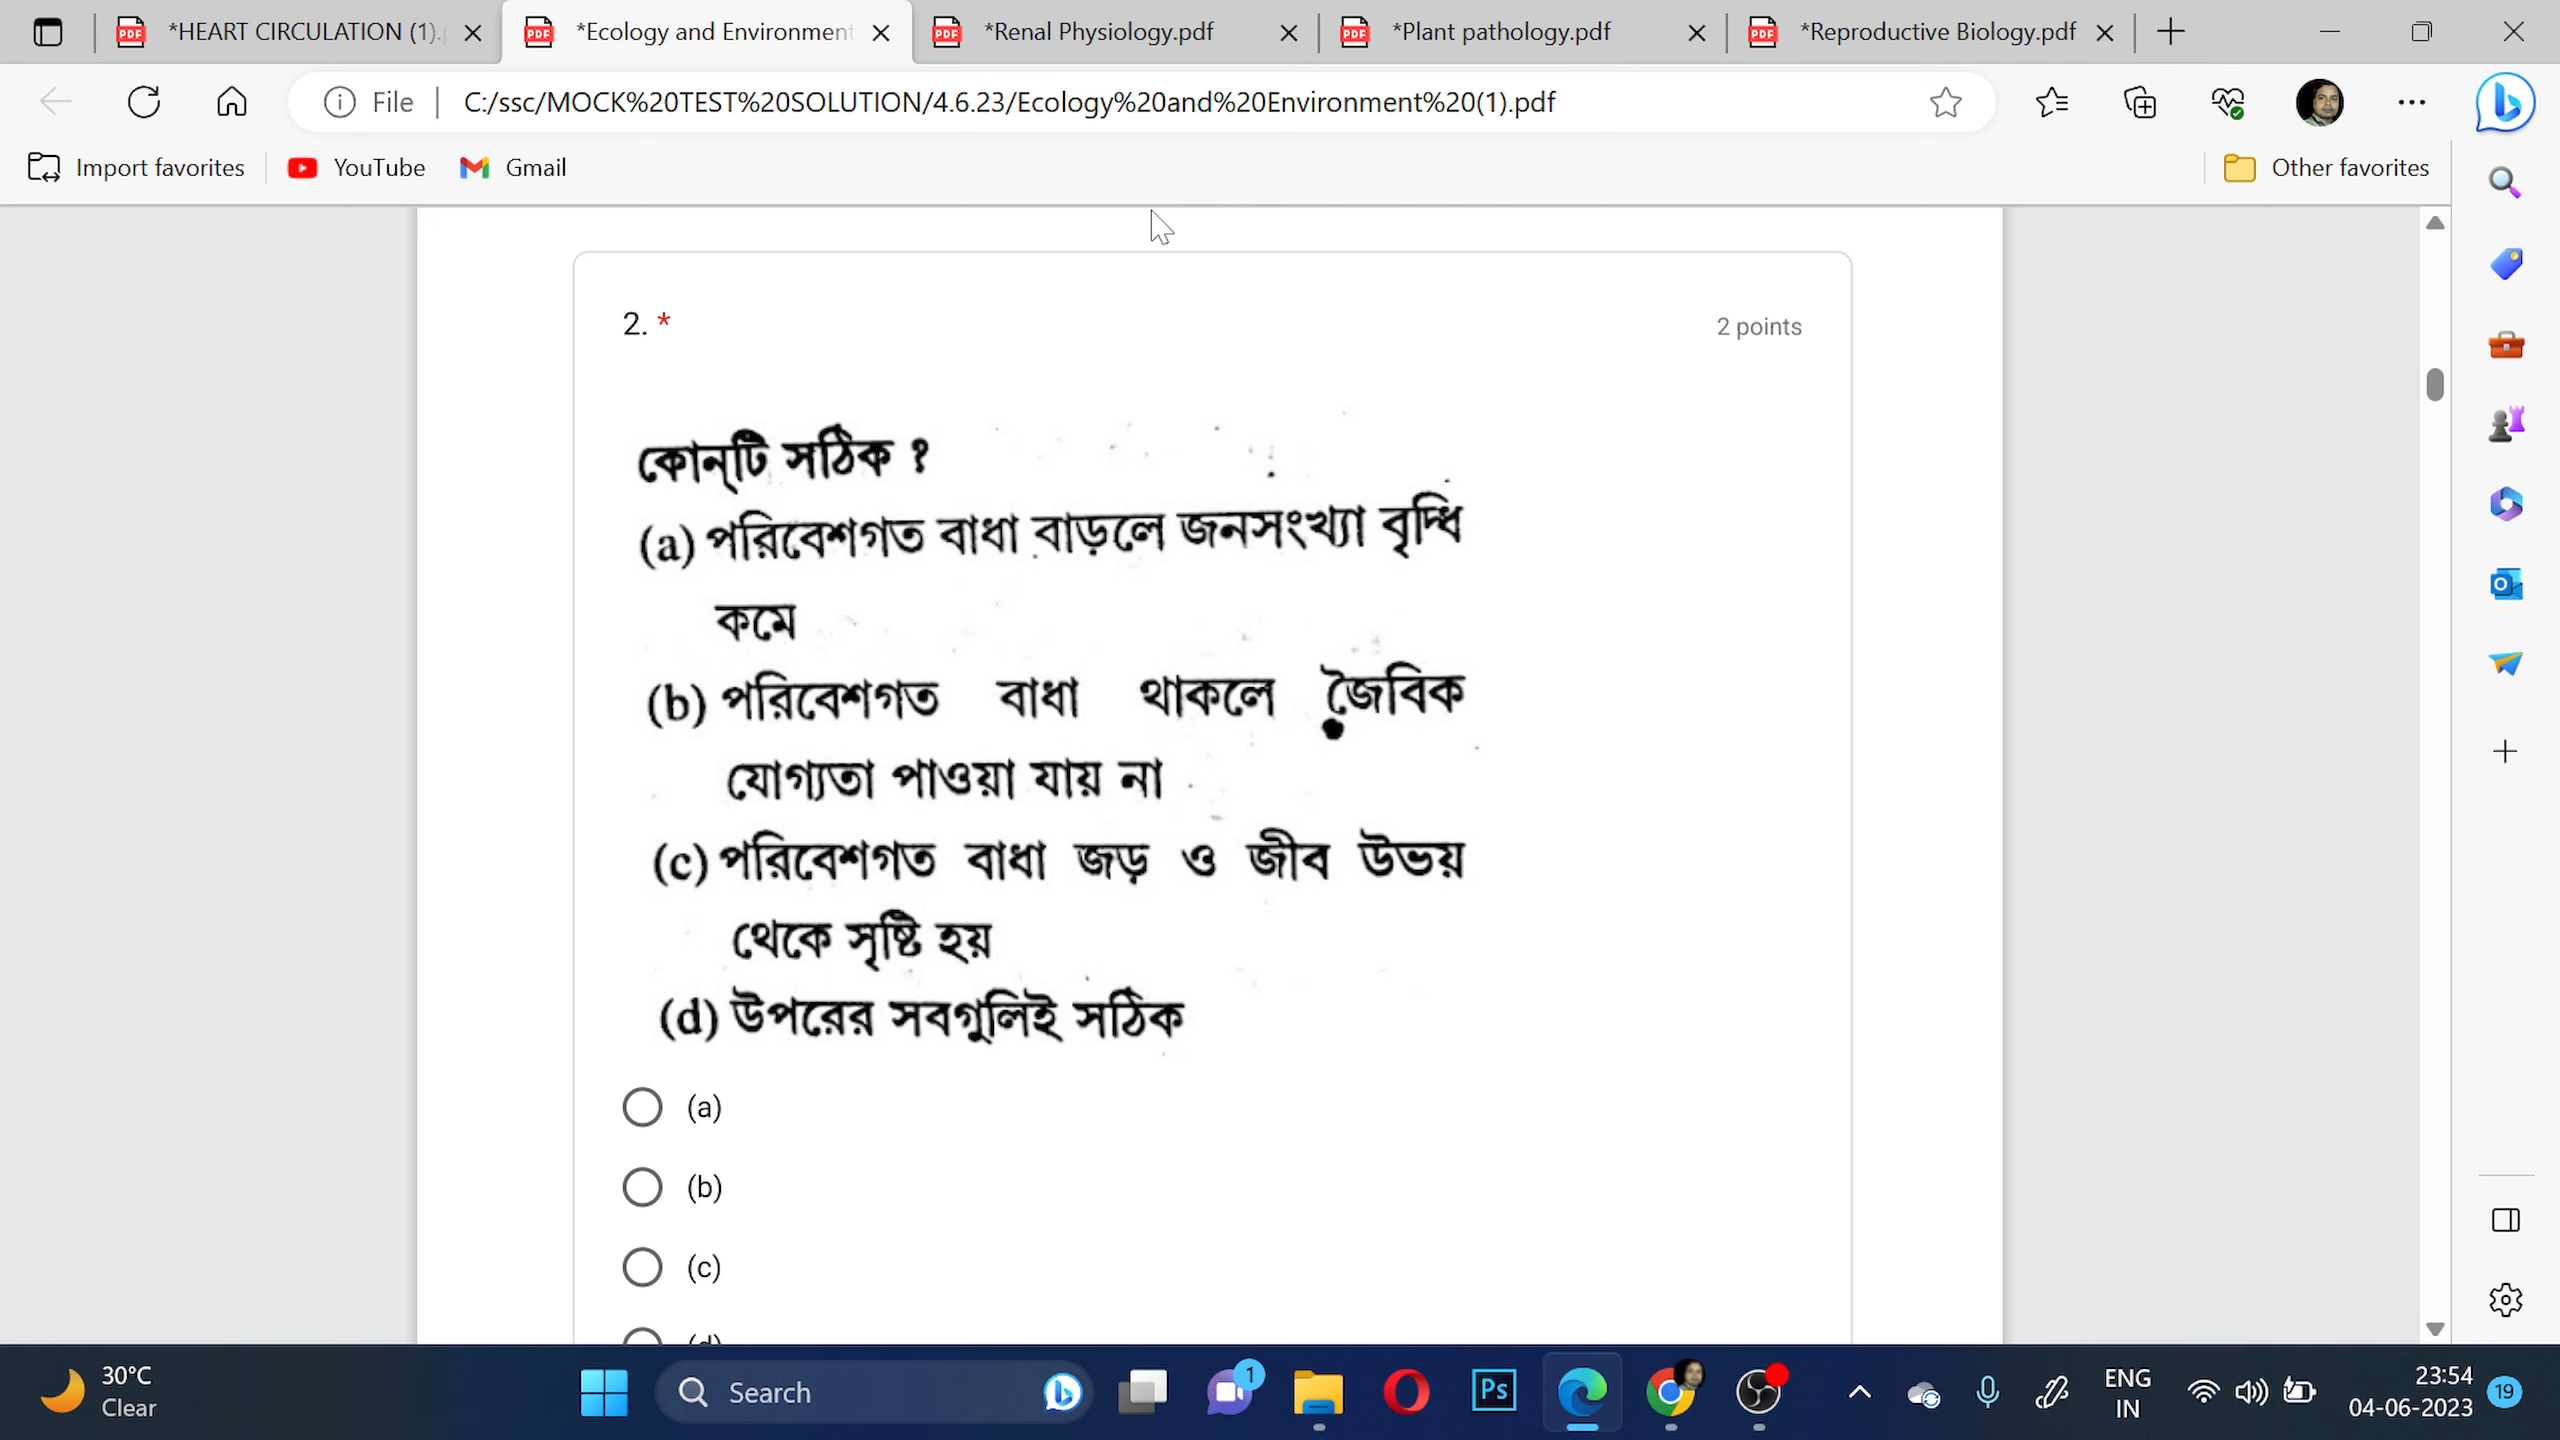 *HEART CIRCULATION (1).
*Ecology and Environment
*Renal Physiology.pdf
*Plant pathology.pdf
*Reproductive Biology.pdf
File
C:/ssc/MOCK%20TEST%20SOLUTION/4.6.23/Ecology%20and%20Environment%20(1).pdf
Import favorites
YouTube
Gmail
Other favorites
2. *
2 points
কোন্‌টি সঠিক ?
(a) পরিবেশগত বাধা বাড়লে জনসংখ্যা বৃদ্ধি
কমে
(b) পরিবেশগত বাধা থাকলে জৈবিক
যোগ্যতা পাওয়া যায় না
(c) পরিবেশগত বাধা জড় ও জীব উভয়
থেকে সৃষ্টি হয়
(d) উপরের সবগুলিই সঠিক
(a)
(b)
(c)
(d)
30°C
Clear
Search
1
Ps
ENG
IN
23:54
04-06-2023
19